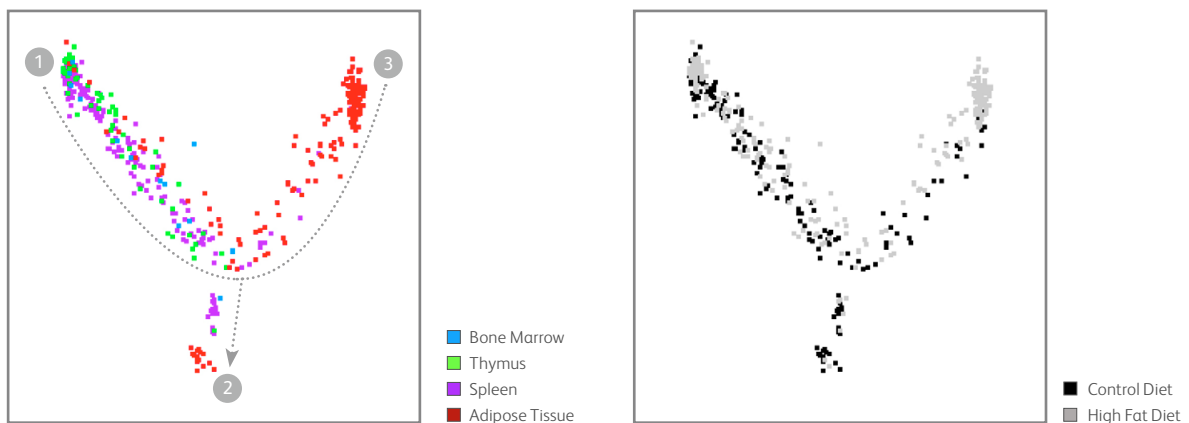 1
3
2
Bone Marrow
Thymus
Spleen
Adipose Tissue
Control Diet
High Fat Diet